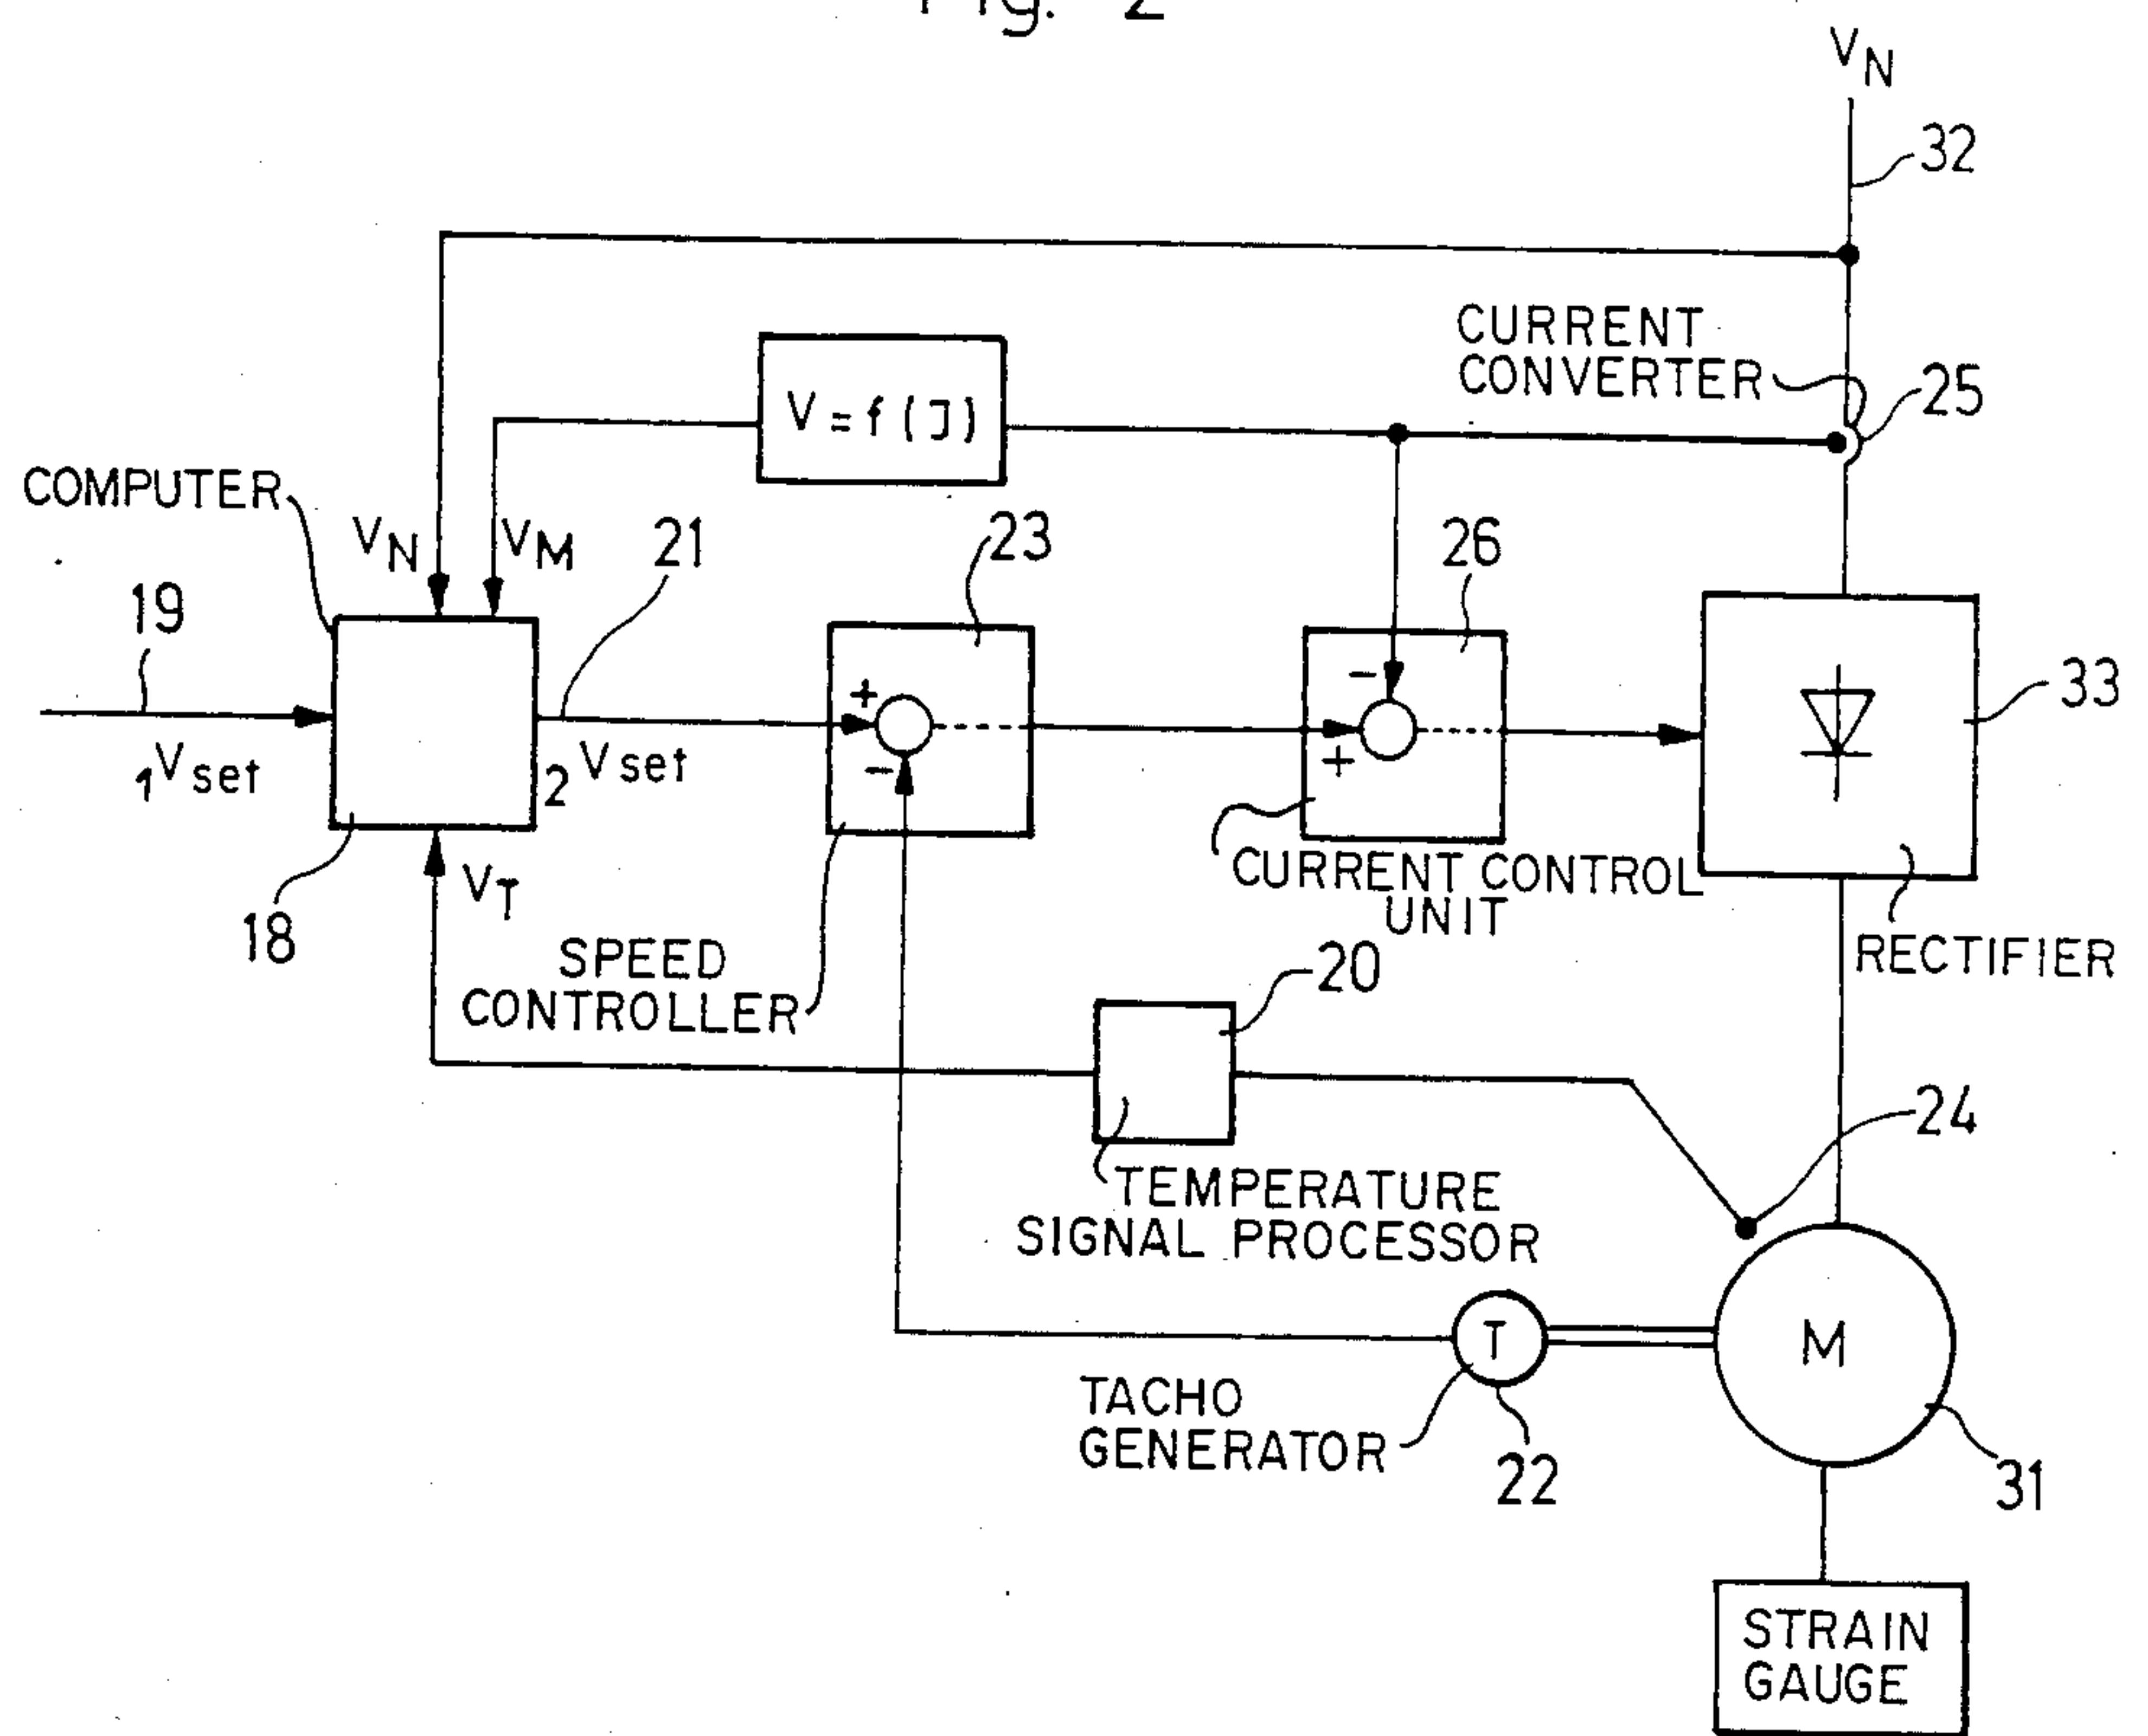 Fig. 2
VN
32
CURRENT
CONVERTER
25
V = f (J)
COMPUTER
VN
VM
21
23
26
19
33
1Vset
2Vset
VT
18
CURRENT CONTROL
UNIT
SPEED
CONTROLLER
RECTIFIER
20
24
TEMPERATURE
SIGNAL PROCESSOR
T
M
TACHO
GENERATOR
22
31
STRAIN
GAUGE
+
-
-
+